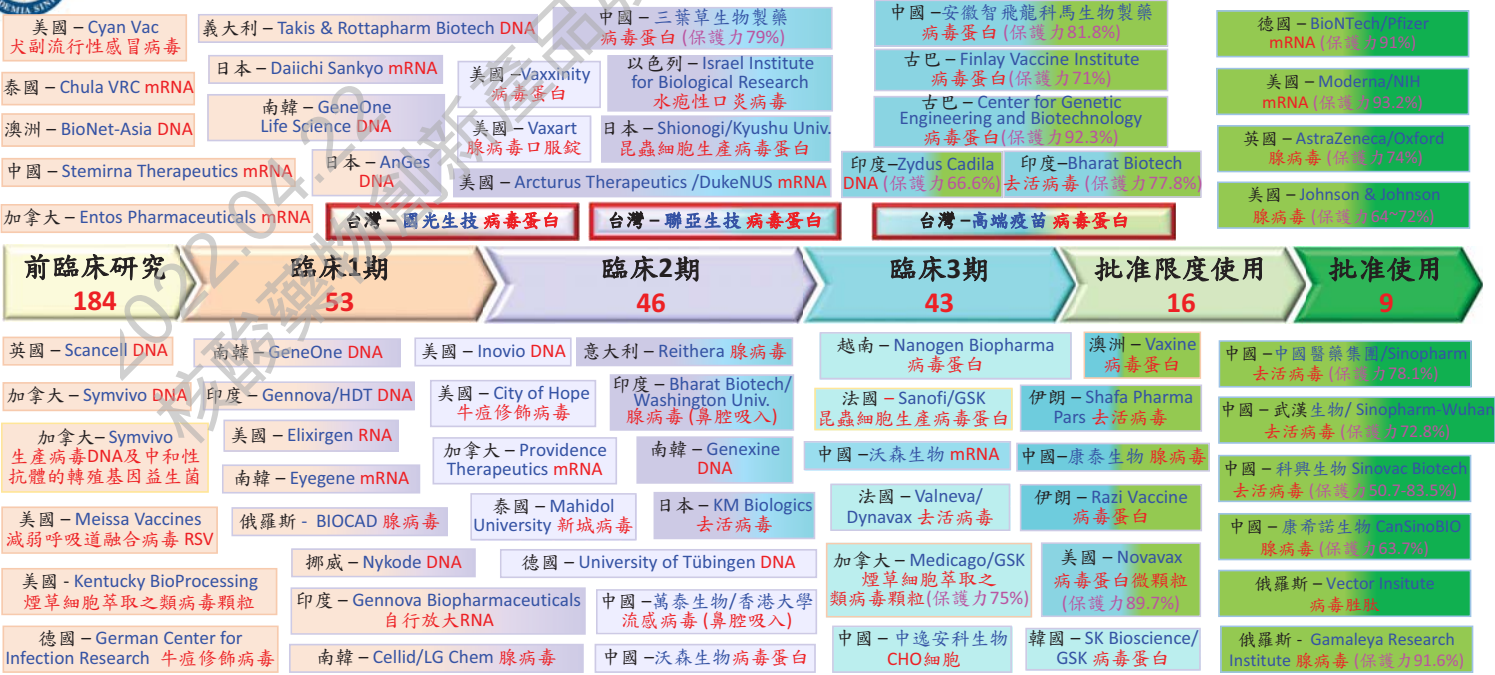 EMIA SIN
美國 – Cyan Vac
犬副流行性感冒病毒
義大利 – Takis & Rottapharm Biotech DNA
中國 – 三葉草生物製藥
病毒蛋白 (保護力79%)
中國 –安徽智飛龍科馬生物製藥
病毒蛋白 (保護力81.8%)
德國 – BioNTech/Pfizer
mRNA (保護力91%)
泰國 – Chula VRC mRNA
日本 – Daiichi Sankyo mRNA
美國 –Vaxxinity
病毒蛋白
以色列 – Israel Institute
for Biological Research
水疱性口炎病毒
古巴 – Finlay Vaccine Institute
病毒蛋白(保護力71%)
美國 – Moderna/NIH
mRNA (保護力93.2%)
澳洲 – BioNet-Asia DNA
南韓 – GeneOne
Life Science DNA
美國 – Vaxart
腺病毒口服錠
日本 – Shionogi/Kyushu Univ.
昆蟲細胞生產病毒蛋白
古巴 – Center for Genetic
Engineering and Biotechnology
病毒蛋白(保護力92.3%)
英國 – AstraZeneca/Oxford
腺病毒 (保護力74%)
中國 – Stemirna Therapeutics mRNA
日本 – AnGes
DNA
美國 – Arcturus Therapeutics /DukeNUS mRNA
印度–Zydus Cadila
DNA (保護力66.6%)
印度–Bharat Biotech
去活病毒 (保護力77.8%)
美國 – Johnson & Johnson
腺病毒 (保護力64~72%)
加拿大 – Entos Pharmaceuticals mRNA
台灣 – 國光生技 病毒蛋白
台灣 – 聯亞生技 病毒蛋白
台灣 –高端疫苗 病毒蛋白
前臨床研究
184
臨床1期
53
臨床2期
46
臨床3期
43
批准限度使用
16
批准使用
9
英國 – Scancell DNA
南韓 – GeneOne DNA
美國 – Inovio DNA
意大利 – Reithera 腺病毒
越南 – Nanogen Biopharma
病毒蛋白
澳洲 – Vaxine
病毒蛋白
中國 –中國醫藥集團/Sinopharm
去活病毒 (保護力78.1%)
加拿大 – Symvivo DNA
印度 – Gennova/HDT DNA
美國 – City of Hope
牛痘修飾病毒
印度 – Bharat Biotech/
Washington Univ.
腺病毒 (鼻腔吸入)
法國 – Sanofi/GSK
昆蟲細胞生產病毒蛋白
伊朗 – Shafa Pharma
Pars 去活病毒
中國 – 武漢生物/ Sinopharm-Wuhan
去活病毒 (保護力72.8%)
加拿大– Symvivo
生產病毒DNA及中和性
抗體的轉殖基因益生菌
美國 – Elixirgen RNA
加拿大 – Providence
Therapeutics mRNA
南韓 – Genexine
DNA
中國 –沃森生物 mRNA
中國–康泰生物 腺病毒
中國 – 科興生物 Sinovac Biotech
去活病毒 (保護力50.7-83.5%)
南韓 – Eyegene mRNA
美國 – Meissa Vaccines
減弱呼吸道融合病毒 RSV
俄羅斯 - BIOCAD 腺病毒
泰國 – Mahidol
University 新城病毒
日本 – KM Biologics
去活病毒
法國 – Valneva/
Dynavax 去活病毒
伊朗 – Razi Vaccine
病毒蛋白
中國 – 康希諾生物 CanSinoBIO
腺病毒 (保護力63.7%)
挪威 – Nykode DNA
德國 – University of Tübingen DNA
加拿大 – Medicago/GSK
煙草細胞萃取之
類病毒顆粒(保護力75%)
美國 – Novavax
病毒蛋白微顆粒
(保護力89.7%)
俄羅斯 – Vector Insitute
病毒胜肽
美國 - Kentucky BioProcessing
煙草細胞萃取之類病毒顆粒
印度 – Gennova Biopharmaceuticals
自行放大RNA
中國 –萬泰生物/香港大學
流感病毒 (鼻腔吸入)
德國 – German Center for
Infection Research 牛痘修飾病毒
南韓 – Cellid/LG Chem 腺病毒
中國 –沃森生物病毒蛋白
中國 – 中逸安科生物
CHO細胞
韓國 – SK Bioscience/
GSK 病毒蛋白
俄羅斯 - Gamaleya Research
Institute 腺病毒 (保護力91.6%)
2022.04.22
核酸藥物創新產品